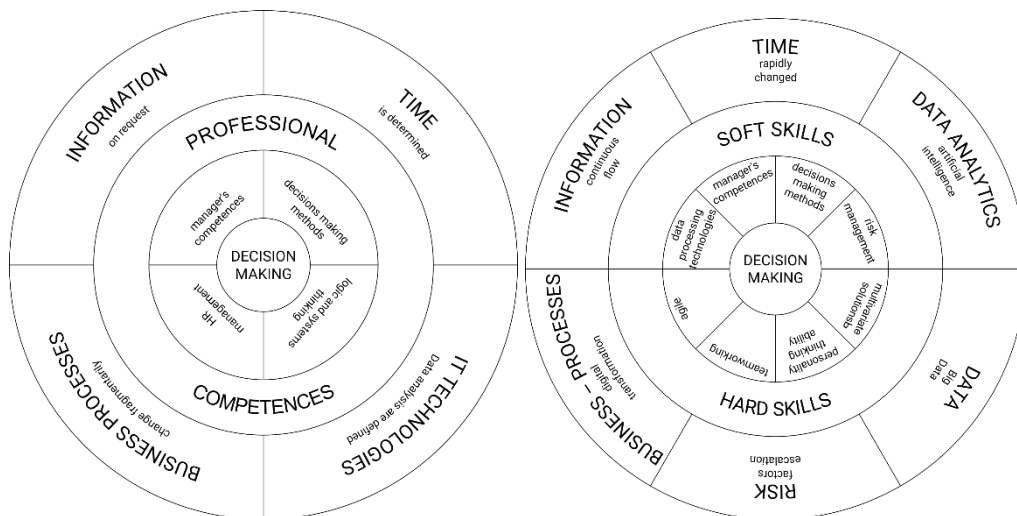 INFORMATION
on request
TIME
is determined
PROFESSIONAL
manager's
competences
decisions making
methods
DECISION
MAKING
HR
management
logic and systems
thinking
COMPETENCES
BUSINESS PROCESSES
change fragmentarily
IT TECHNOLOGIES
Data analysis are defined
TIME
rapidly
changed
INFORMATION
continuous
flow
DATA ANALYTICS
artificial
intelligence
SOFT SKILLS
manager's
competences
decisions
making
methods
data
processing
technologies
risk
management
DECISION
MAKING
agile
multivariate
solutionsb
teamworking
personality
thinking
ability
HARD SKILLS
BUSINESS – PROCESSES
digital
transformation
DATA
Big
Data
RISK
factors
escalation